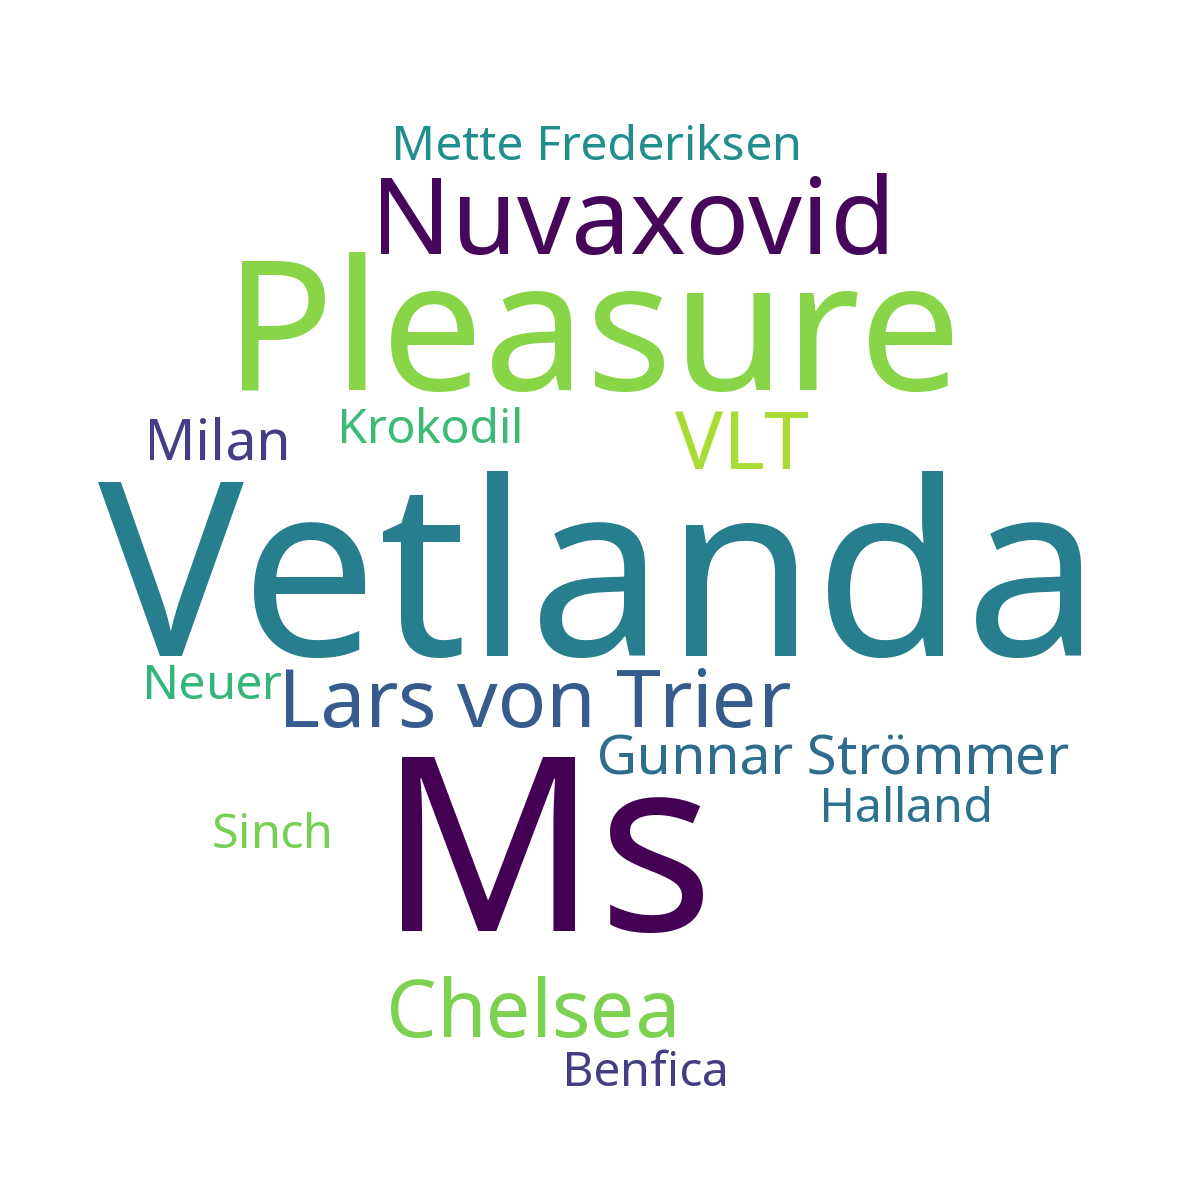 Mette Frederiksen
Nuvaxovid
Pleasure
Milan
Krokodil
VLT
Vetlanda
Neuer
Lars von Trier
Gunnar Strömmer
Halland
Sinch
Ms
Chelsea
Benfica